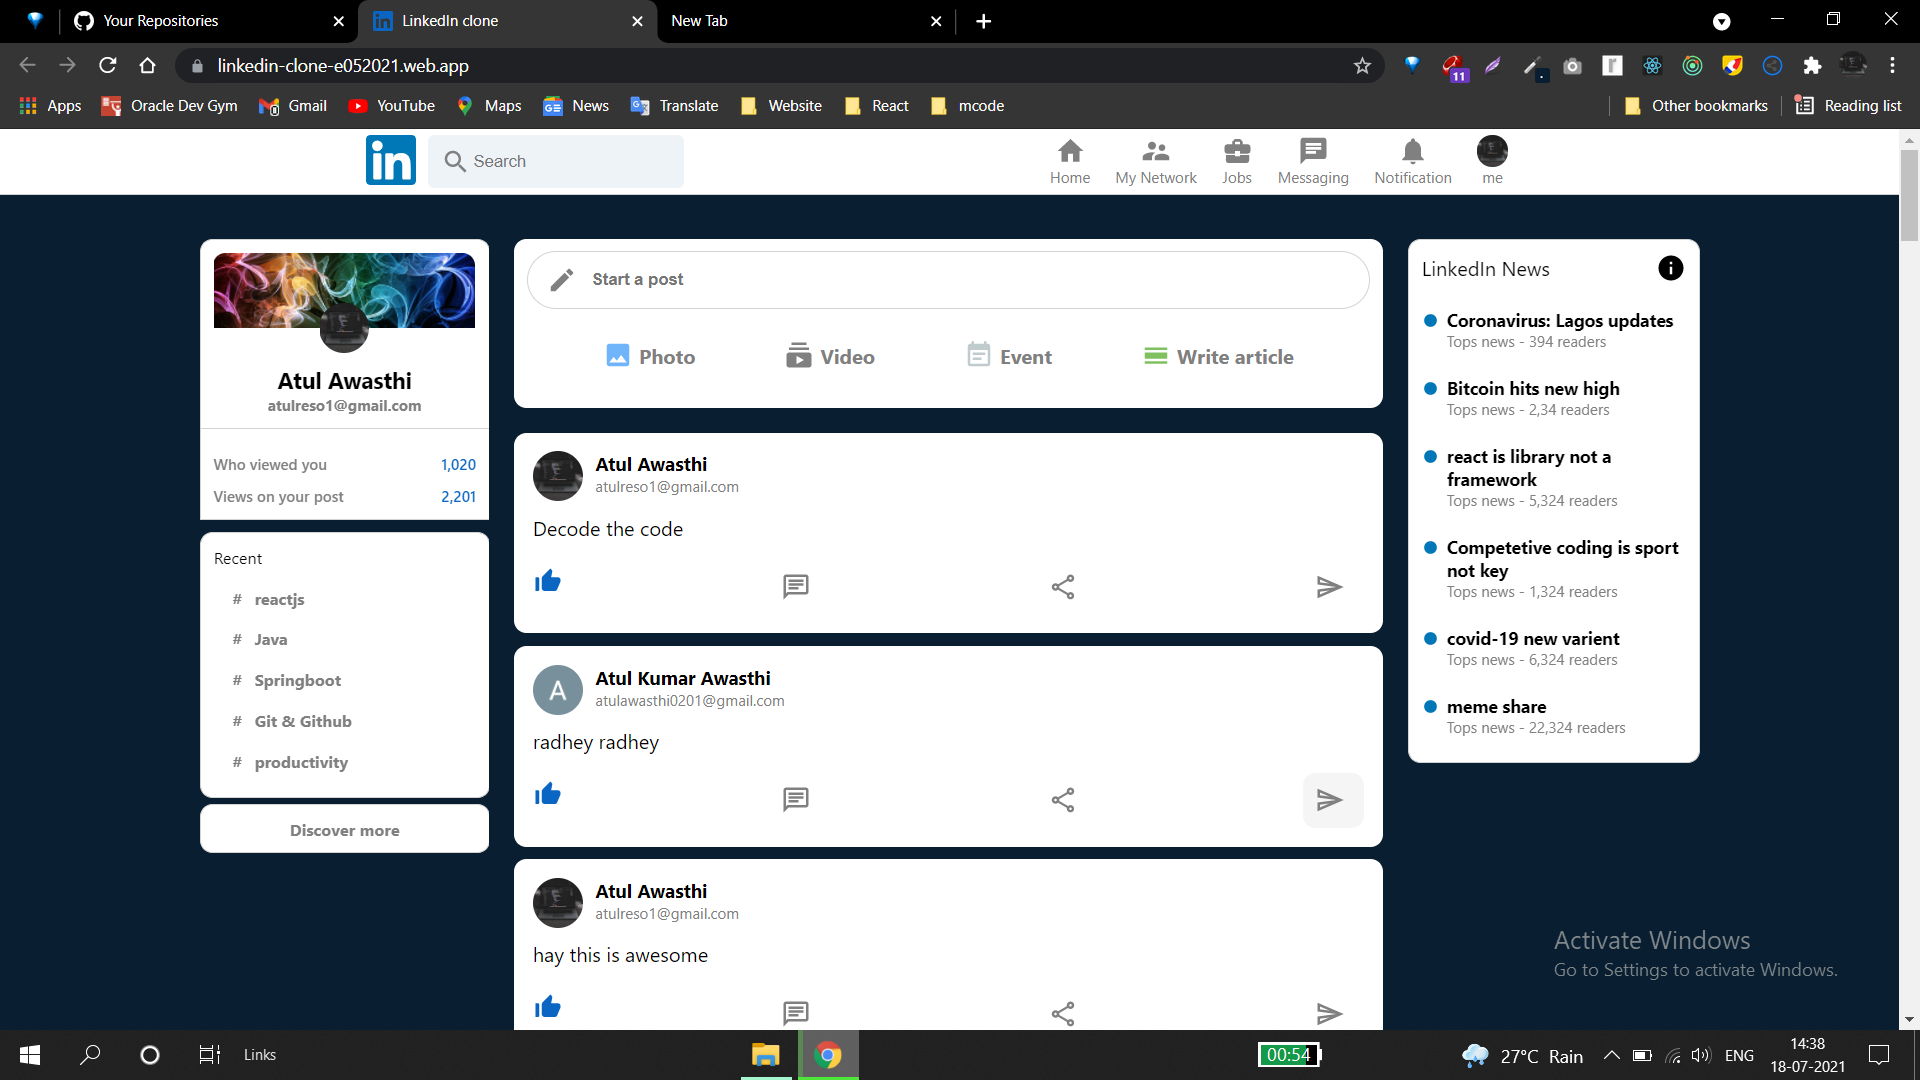 Your Repositories
LinkedIn clone
New Tab
linkedin-clone-e052021.web.app
11
Apps
Oracle Dev Gym
Gmail
YouTube
Maps
News
Translate
Website
React
mcode
Other bookmarks
Reading list
in
Search
Home
My Network
Jobs
Messaging
Notification
me
Atul Awasthi
atulreso1@gmail.com
Who viewed you 1,020
Views on your post 2,201
Recent
# reactjs
# Java
# Springboot
# Git & Github
# productivity
Discover more
Start a post
Photo
Video
Event
Write article
Atul Awasthi
atulreso1@gmail.com
Decode the code
A
Atul Kumar Awasthi
atulawasthi0201@gmail.com
radhey radhey
Atul Awasthi
atulreso1@gmail.com
hay this is awesome
LinkedIn News
Coronavirus: Lagos updates
Tops news - 394 readers
Bitcoin hits new high
Tops news - 2,34 readers
react is library not a
framework
Tops news - 5,324 readers
Competetive coding is sport
not key
Tops news - 1,324 readers
covid-19 new varient
Tops news - 6,324 readers
meme share
Tops news - 22,324 readers
Activate Windows
Go to Settings to activate Windows.
Links
00:54
27°C Rain
ENG
14:38
18-07-2021